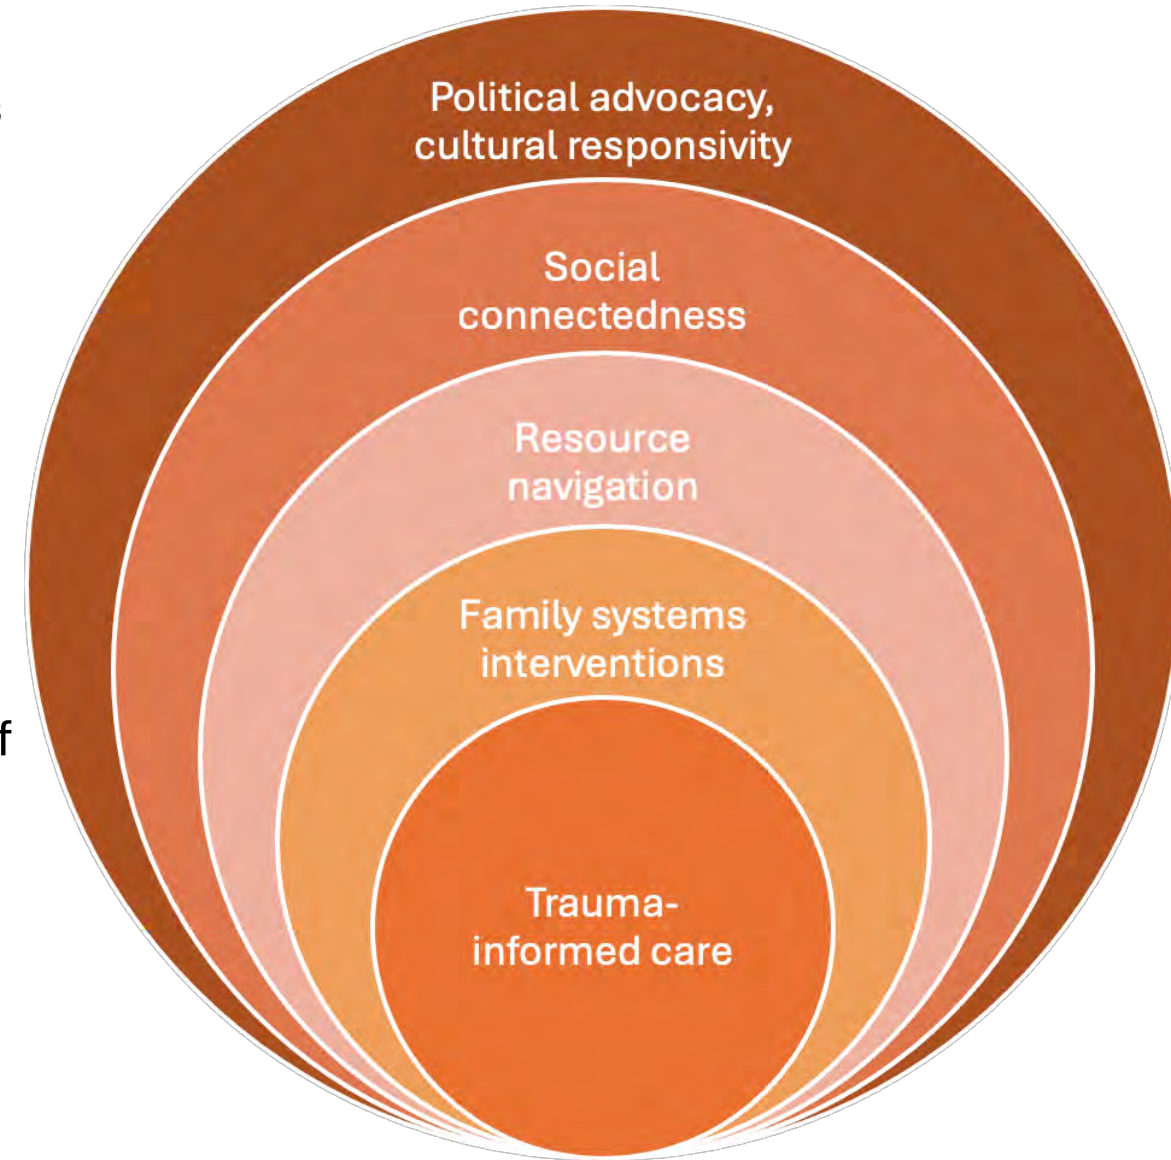 s
Political advocacy,
cultural responsivity
Social
connectedness
Resource
navigation
Family systems
interventions
f
Trauma-
informed care